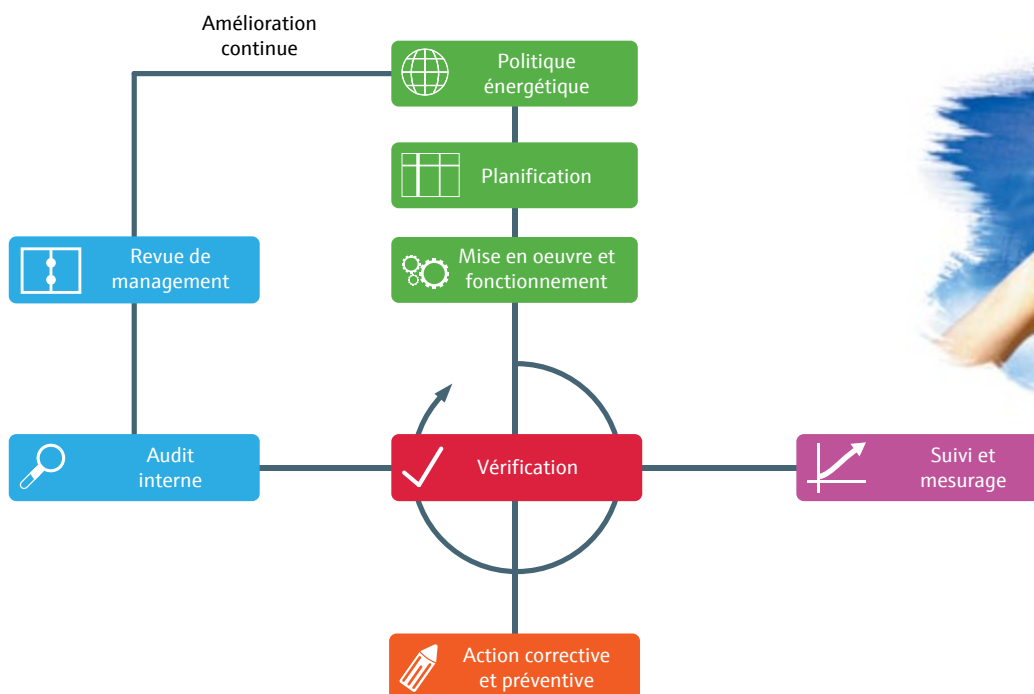 Amélioration
continue
Politique
énergétique
Planification
Revue de
management
Mise en oeuvre et
fonctionnement
Audit
interne
Vérification
Suivi et
mesurage
Action corrective
et préventive